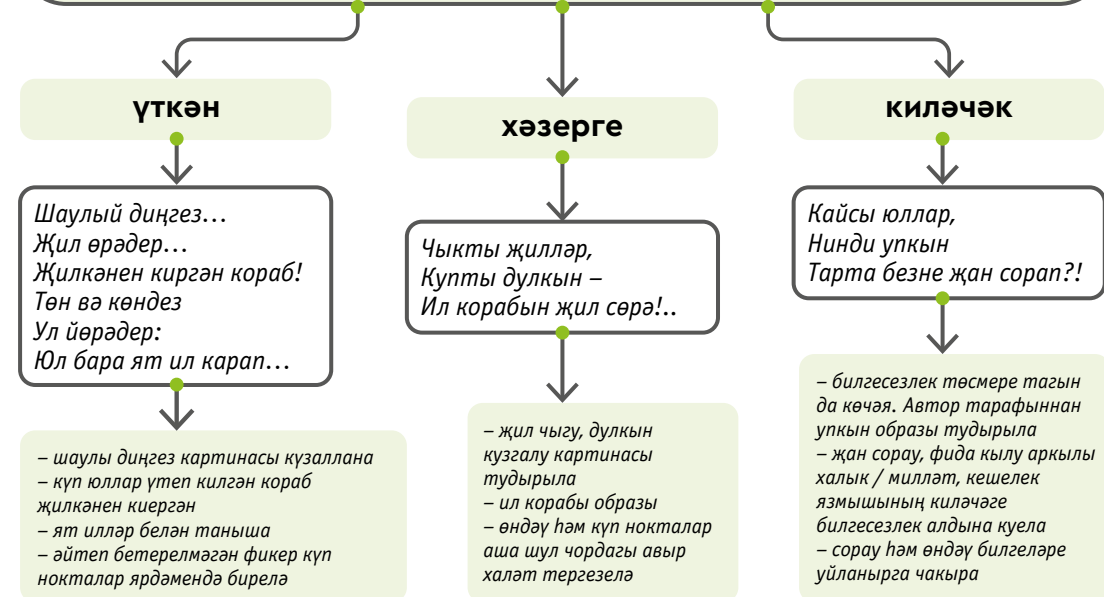 үткән
Шаулый диңгез...
Җил өрәдер...
Җилкәнен киргән кораб!
Төн вә көндез
Ул йөрәдер:
Юл бара ят ил карап...
– шаулы диңгез картинасы күзаллана
– күп юллар үтеп килгән кораб
җилкәнен киергән
– ят илләр белән таныша
– әйтеп бетерелмәгән фикер күп
нокталар ярдәмендә бирелә
хәзерге
Чыкты җилләр,
Купты дулкын –
Ил корабын җил сөрә!..
– җил чыгу, дулкын
кузгалу картинасы
тудырыла
– ил корабы образы
– өндәү һәм күп нокталар
аша шул чордагы авыр
халәт тергезелә
киләчәк
Кайсы юллар,
Нинди упкын
Тарта безне җан сорап?!
– билгесезлек төсмере тагын
да көчәя. Автор тарафыннан
упкын образы тудырыла
– җан сорау, фида кылу аркылы
халык / милләт, кешелек
язмышының киләчәге
билгесезлек алдына куела
– сорау һәм өндәү билгеләре
уйланырга чакыра